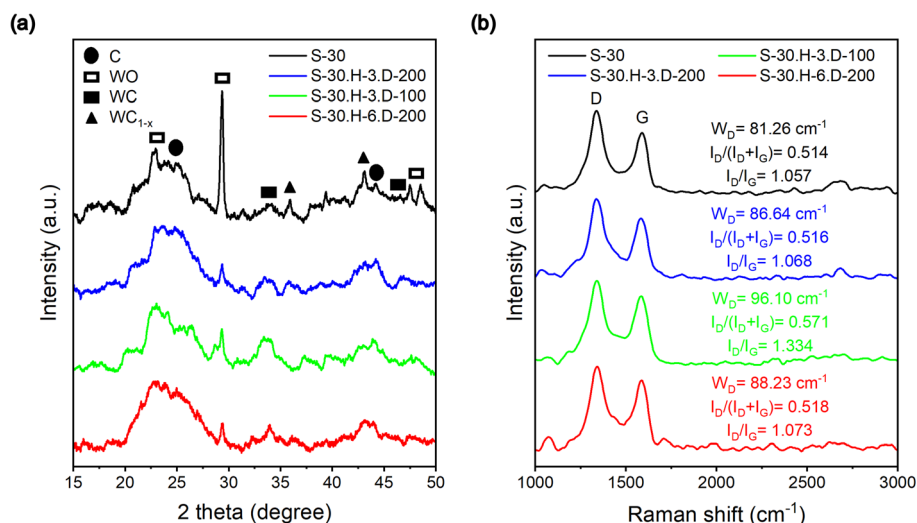 (a)
C
WO
WC
WC1-x
S-30
S-30.H-3.D-200
S-30.H-3.D-100
S-30.H-6.D-200
Intensity (a.u.)
15 20 25 30 35 40 45 50
2 theta (degree)
(b)
S-30 S-30.H-3.D-100
S-30.H-3.D-200 S-30.H-6.D-200
D
G
WD= 81.26 cm-1
ID/(ID+IG)= 0.514
ID/IG= 1.057
WD= 86.64 cm-1
ID/(ID+IG)= 0.516
ID/IG= 1.068
WD= 96.10 cm-1
ID/(ID+IG)= 0.571
ID/IG= 1.334
WD= 88.23 cm-1
ID/(ID+IG)= 0.518
ID/IG= 1.073
Intensity (a.u.)
1000 1500 2000 2500 3000
Raman shift (cm-1)